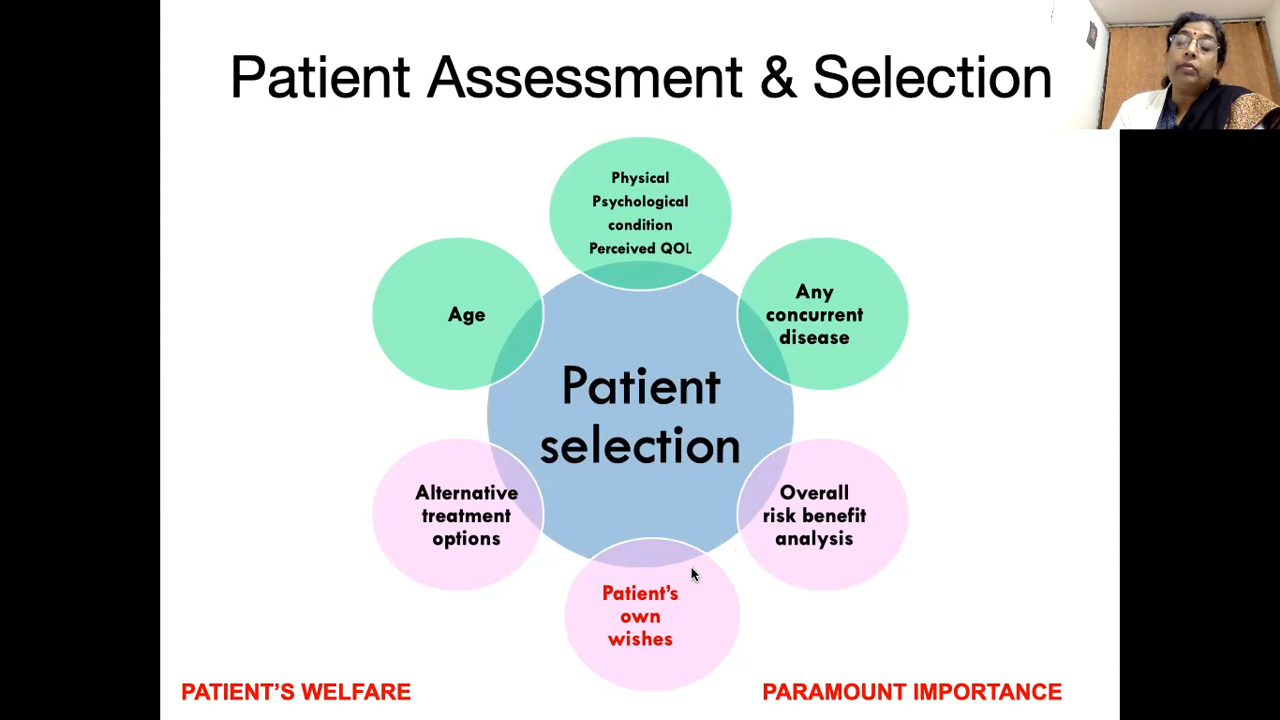 Patient Assessment & Selection
Physical
Psychological
condition
Perceived QOL
Age
Any
concurrent
disease
Patient
selection
Alternative
treatment
options
Overall
risk benefit
analysis
Patient's
own
wishes
PATIENT'S WELFARE
PARAMOUNT IMPORTANCE